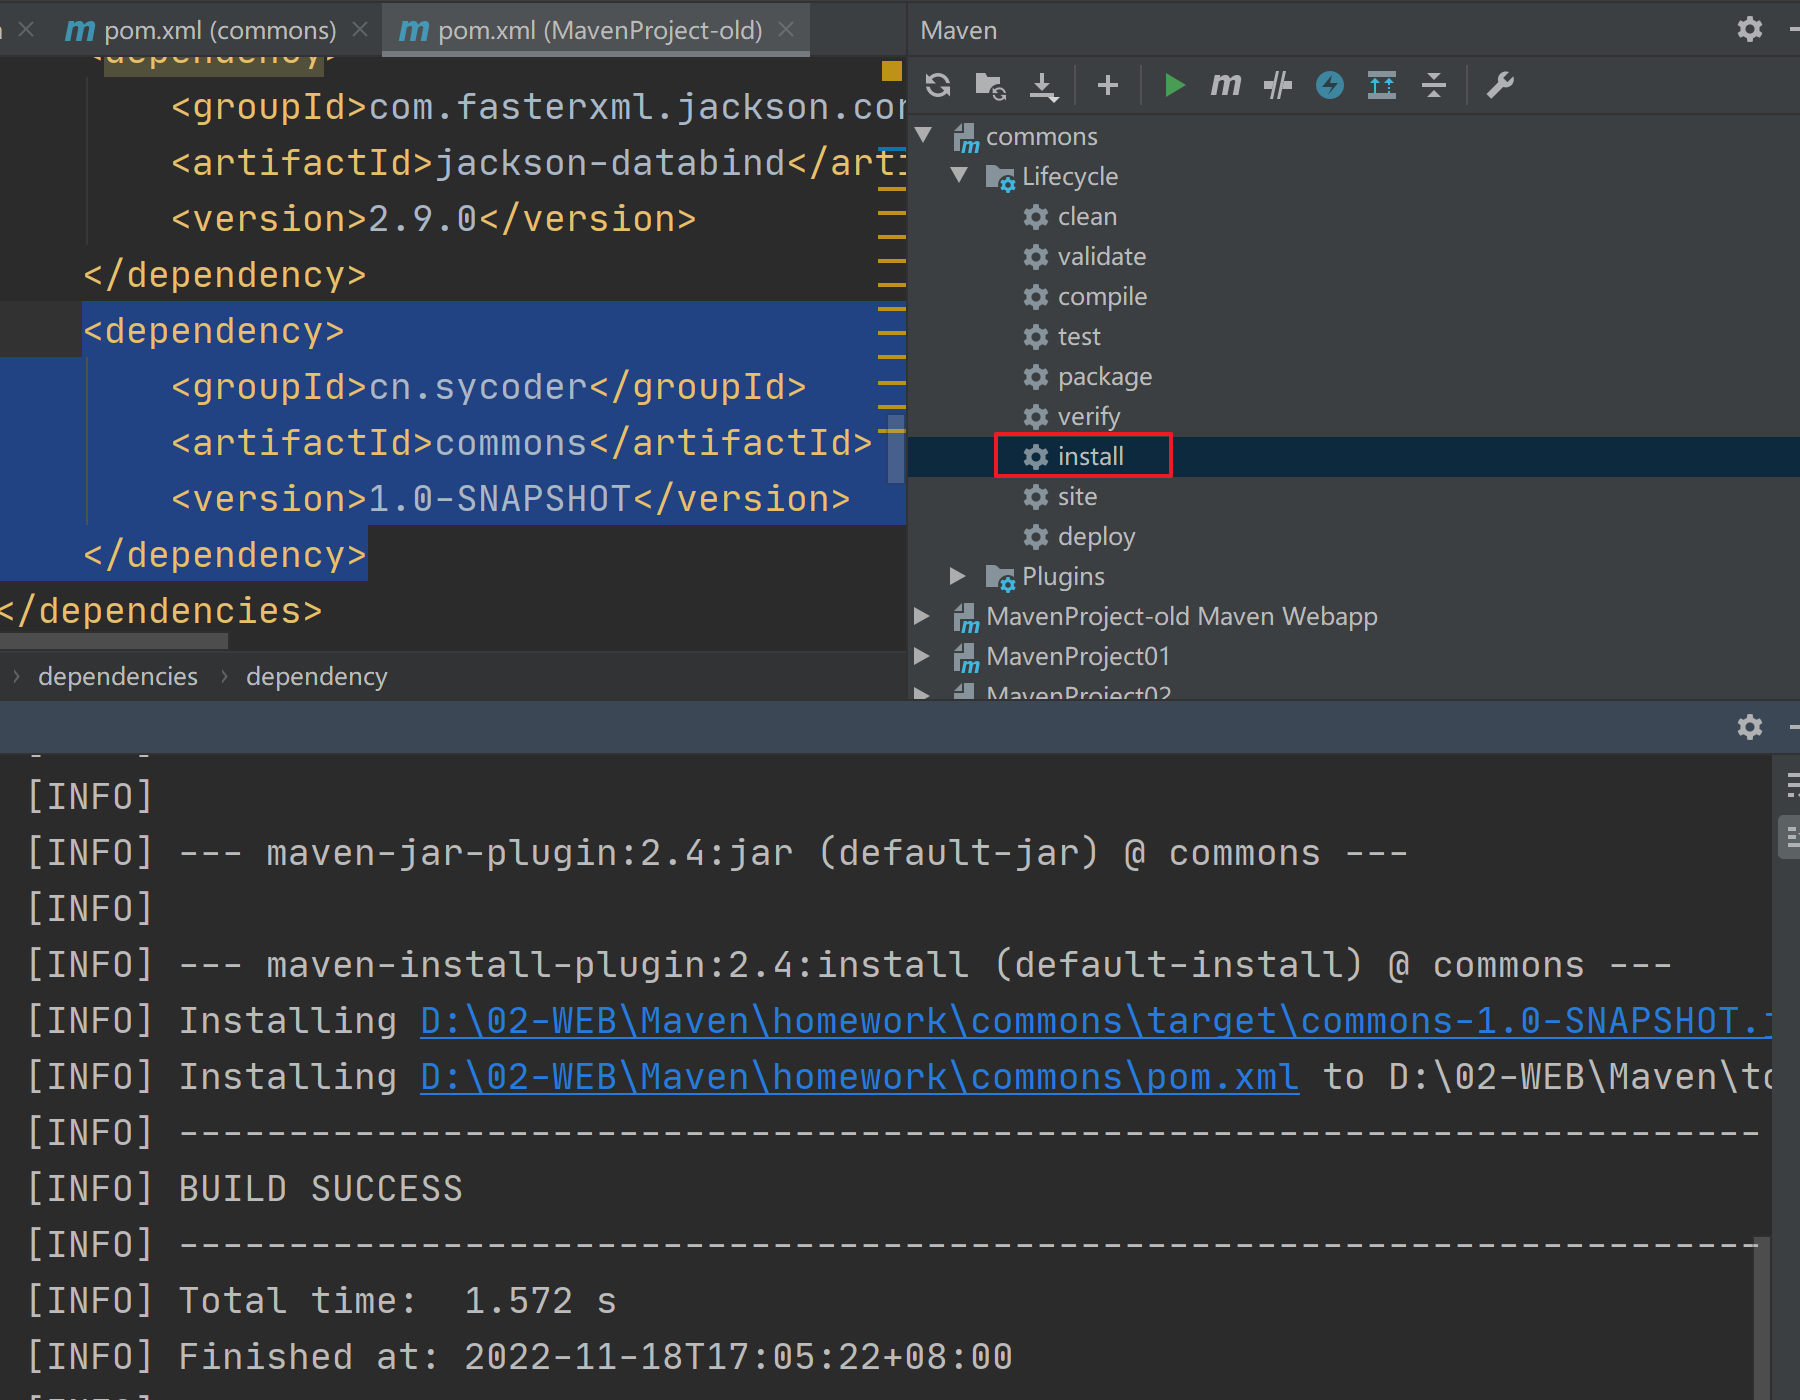 pom.xml (commons)
pom.xml (MavenProject-old)
Maven
<dependency>
<groupId>com.fasterxml.jackson.cor
<artifactId>jackson-databind</arti
<version>2.9.0</version>
</dependency>
<dependency>
<groupId>cn.sycoder</groupId>
<artifactId>commons</artifactId>
<version>1.0-SNAPSHOT</version>
</dependency>
</dependencies>
dependencies
dependency
m
commons
Lifecycle
clean
validate
compile
test
package
verify
install
site
deploy
Plugins
MavenProject-old Maven Webapp
MavenProject01
MavenProject02
[INFO]
[INFO] --- maven-jar-plugin:2.4:jar (default-jar) @ commons ---
[INFO]
[INFO] --- maven-install-plugin:2.4:install (default-install) @ commons ---
[INFO] Installing D:\02-WEB\Maven\homework\commons\target\commons-1.0-SNAPSHOT.
[INFO] Installing D:\02-WEB\Maven\homework\commons\pom.xml to D:\02-WEB\Maven\to
[INFO] ------------------------------------------------------------------------
[INFO] BUILD SUCCESS
[INFO] ------------------------------------------------------------------------
[INFO] Total time:  1.572 s
[INFO] Finished at: 2022-11-18T17:05:22+08:00